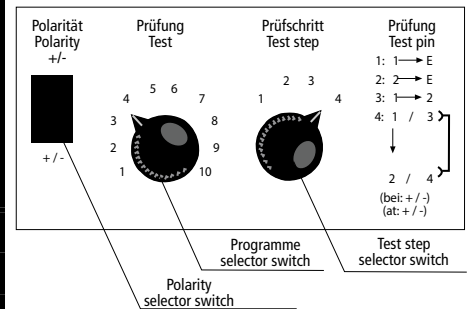 Polarität
Polarity
+/-
+ / -
Prüfung
Test
1
2
3
4
5
6
7
8
9
10
Prüfschritt
Test step
1
2
3
4
Prüfung
Test pin
1: 1 → E
2: 2 → E
3: 1 → 2
4: 1 / 3
2 / 4
(bei: + / -)
(at: + / -)
Programme
selector switch
Test step
selector switch
Polarity
selector switch